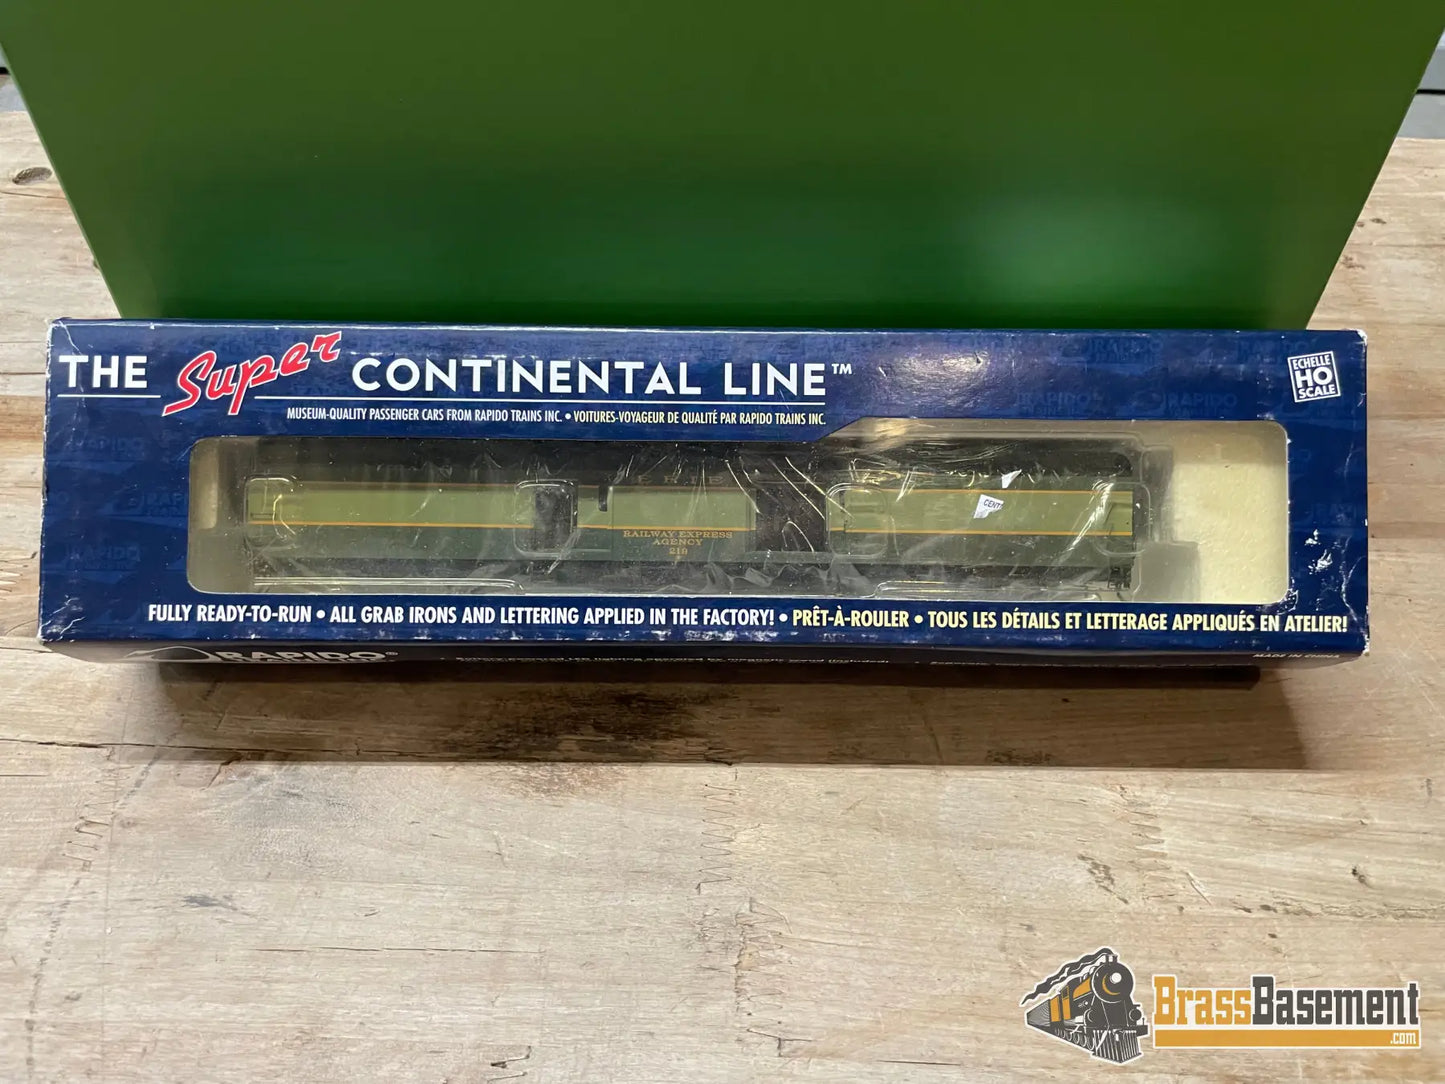 THE Super CONTINENTAL LINE™
MUSEUM-QUALITY PASSENGER CARS FROM RAPIDO TRAINS INC. • VOITURES-VOYAGEUR DE QUALITÉ PAR RAPIDO TRAINS INC.
ECHELLE
HO
SCALE
ERIE
RAILWAY EXPRESS
AGENCY
218
FULLY READY-TO-RUN • ALL GRAB IRONS AND LETTERING APPLIED IN THE FACTORY! • PRÊT-À-ROULER • TOUS LES DÉTAILS ET LETTERAGE APPLIQUÉS EN ATELIER!
RAPIDO®
MADE IN CHINA
BrassBasement
.com